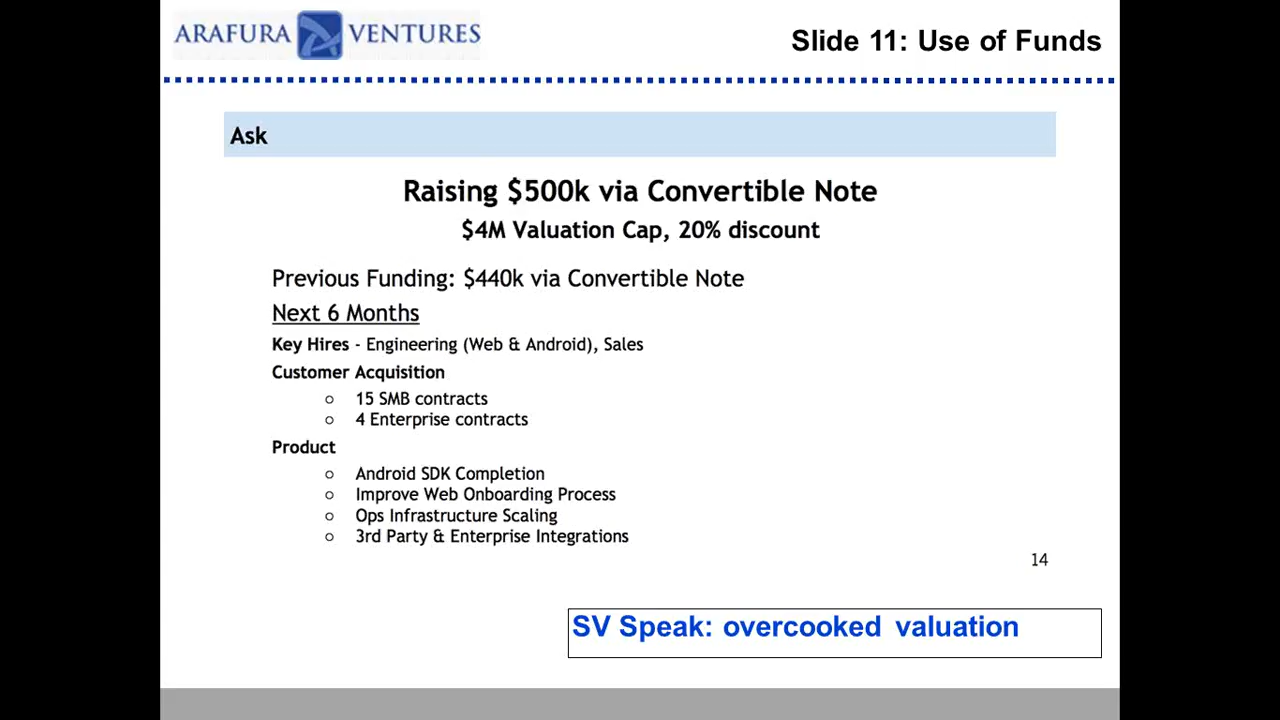 ARAFURA VENTURES
Slide 11: Use of Funds
Ask
Raising $500k via Convertible Note
$4M Valuation Cap, 20% discount
Previous Funding: $440k via Convertible Note
Next 6 Months
Key Hires - Engineering (Web & Android), Sales
Customer Acquisition
○ 15 SMB contracts
○ 4 Enterprise contracts
Product
○ Android SDK Completion
○ Improve Web Onboarding Process
○ Ops Infrastructure Scaling
○ 3rd Party & Enterprise Integrations
14
SV Speak: overcooked valuation